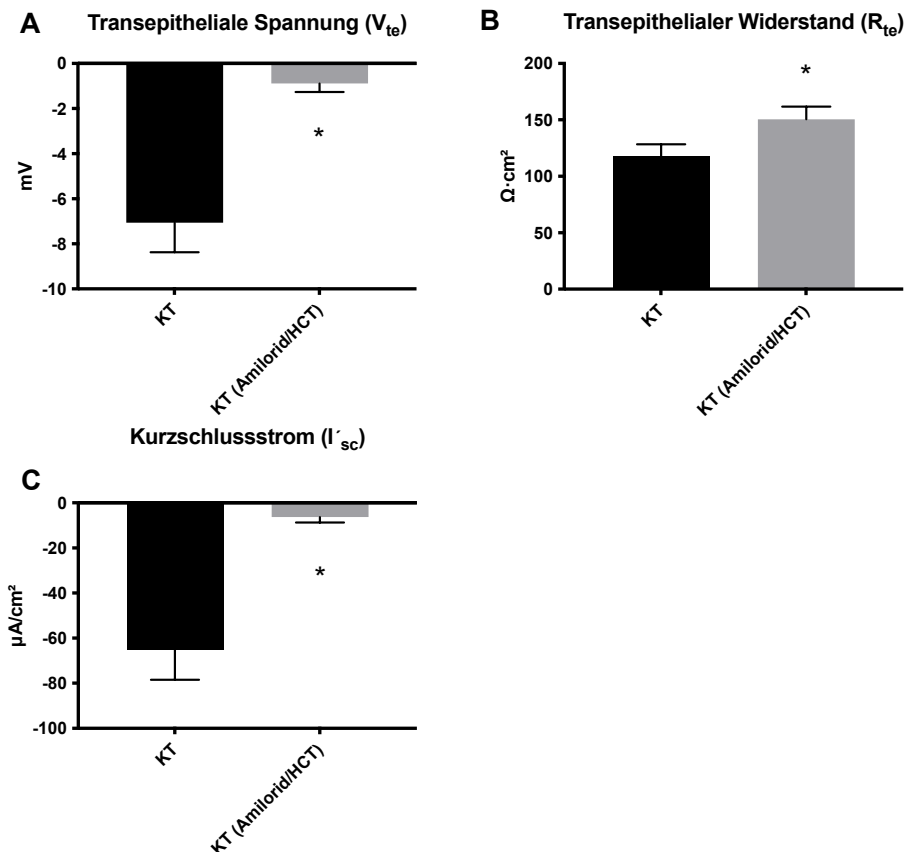 A
Transepitheliale Spannung (Vte)
0
-2
-4
-6
-8
-10
mV
*
KT
KT (Amilorid/HCT)
B
Transepithelialer Widerstand (Rte)
200
150
100
50
0
Ω·cm²
*
KT
KT (Amilorid/HCT)
Kurzschlussstrom (I´sc)
C
0
-20
-40
-60
-80
-100
µA/cm²
*
KT
KT (Amilorid/HCT)